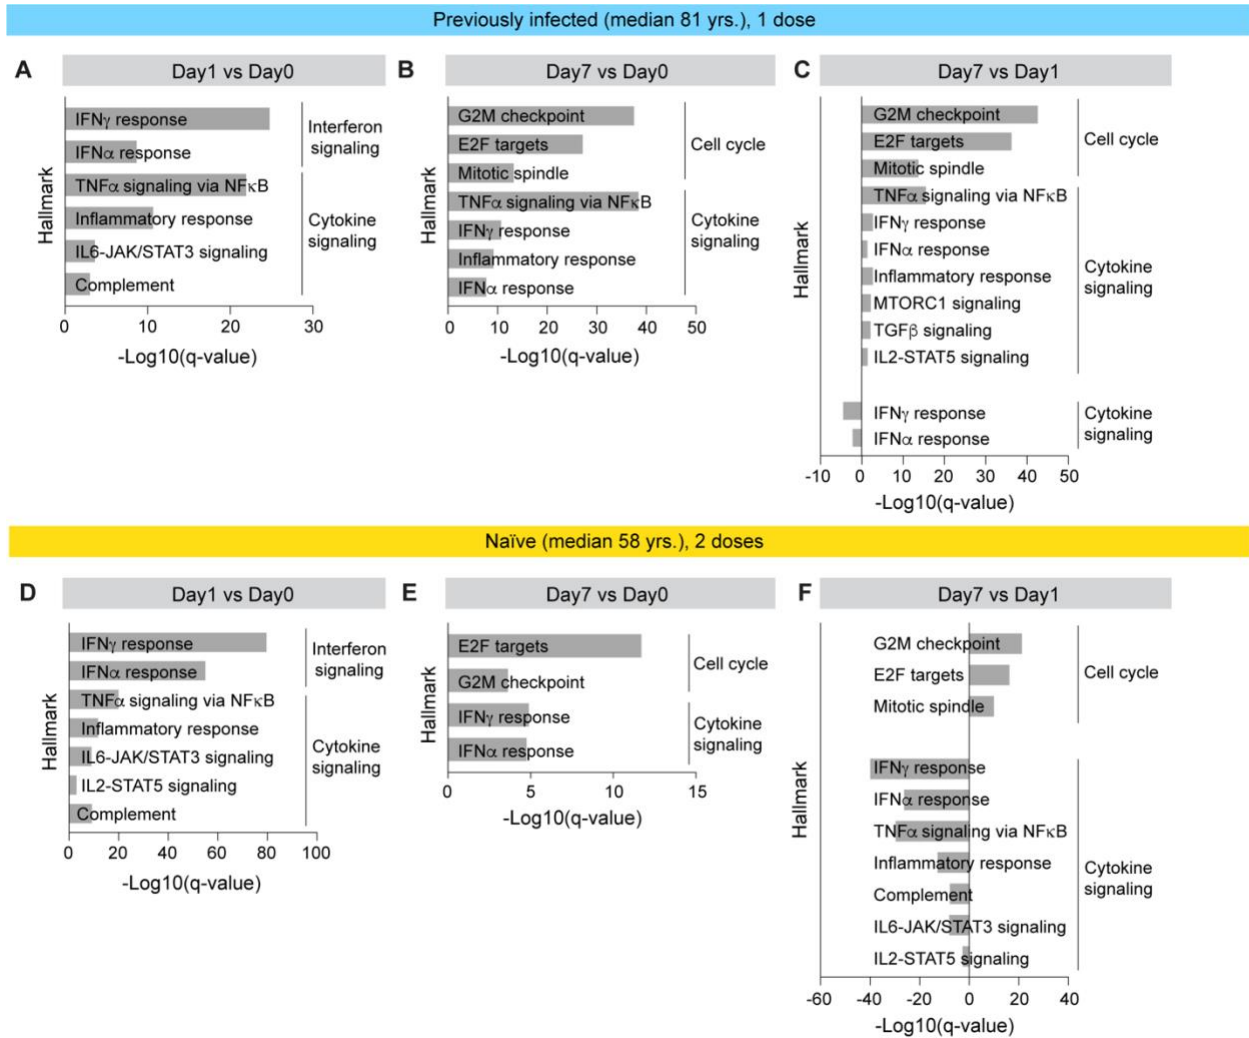 Previously infected (median 81 yrs.), 1 dose
A
Day1 vs Day0
Hallmark
IFNγ response
IFNα response
TNFα signaling via NFκB
Inflammatory response
IL6-JAK/STAT3 signaling
Complement
Interferon
signaling
Cytokine
signaling
0 10 20 30
-Log10(q-value)
B
Day7 vs Day0
Hallmark
G2M checkpoint
E2F targets
Mitotic spindle
TNFα signaling via NFκB
IFNγ response
Inflammatory response
IFNα response
Cell cycle
Cytokine
signaling
0 10 20 30 40 50
-Log10(q-value)
C
Day7 vs Day1
Hallmark
G2M checkpoint
E2F targets
Mitotic spindle
TNFα signaling via NFκB
IFNγ response
IFNα response
Inflammatory response
MTORC1 signaling
TGFβ signaling
IL2-STAT5 signaling
IFNγ response
IFNα response
Cell cycle
Cytokine
signaling
Cytokine
signaling
-10 0 10 20 30 40 50
-Log10(q-value)
Naïve (median 58 yrs.), 2 doses
D
Day1 vs Day0
Hallmark
IFNγ response
IFNα response
TNFα signaling via NFκB
Inflammatory response
IL6-JAK/STAT3 signaling
IL2-STAT5 signaling
Complement
Interferon
signaling
Cytokine
signaling
0 20 40 60 80 100
-Log10(q-value)
E
Day7 vs Day0
Hallmark
E2F targets
G2M checkpoint
IFNγ response
IFNα response
Cell cycle
Cytokine
signaling
0 5 10 15
-Log10(q-value)
F
Day7 vs Day1
Hallmark
G2M checkpoint
E2F targets
Mitotic spindle
IFNγ response
IFNα response
TNFα signaling via NFκB
Inflammatory response
Complement
IL6-JAK/STAT3 signaling
IL2-STAT5 signaling
Cell cycle
Cytokine
signaling
-60 -40 -20 0 20 40
-Log10(q-value)